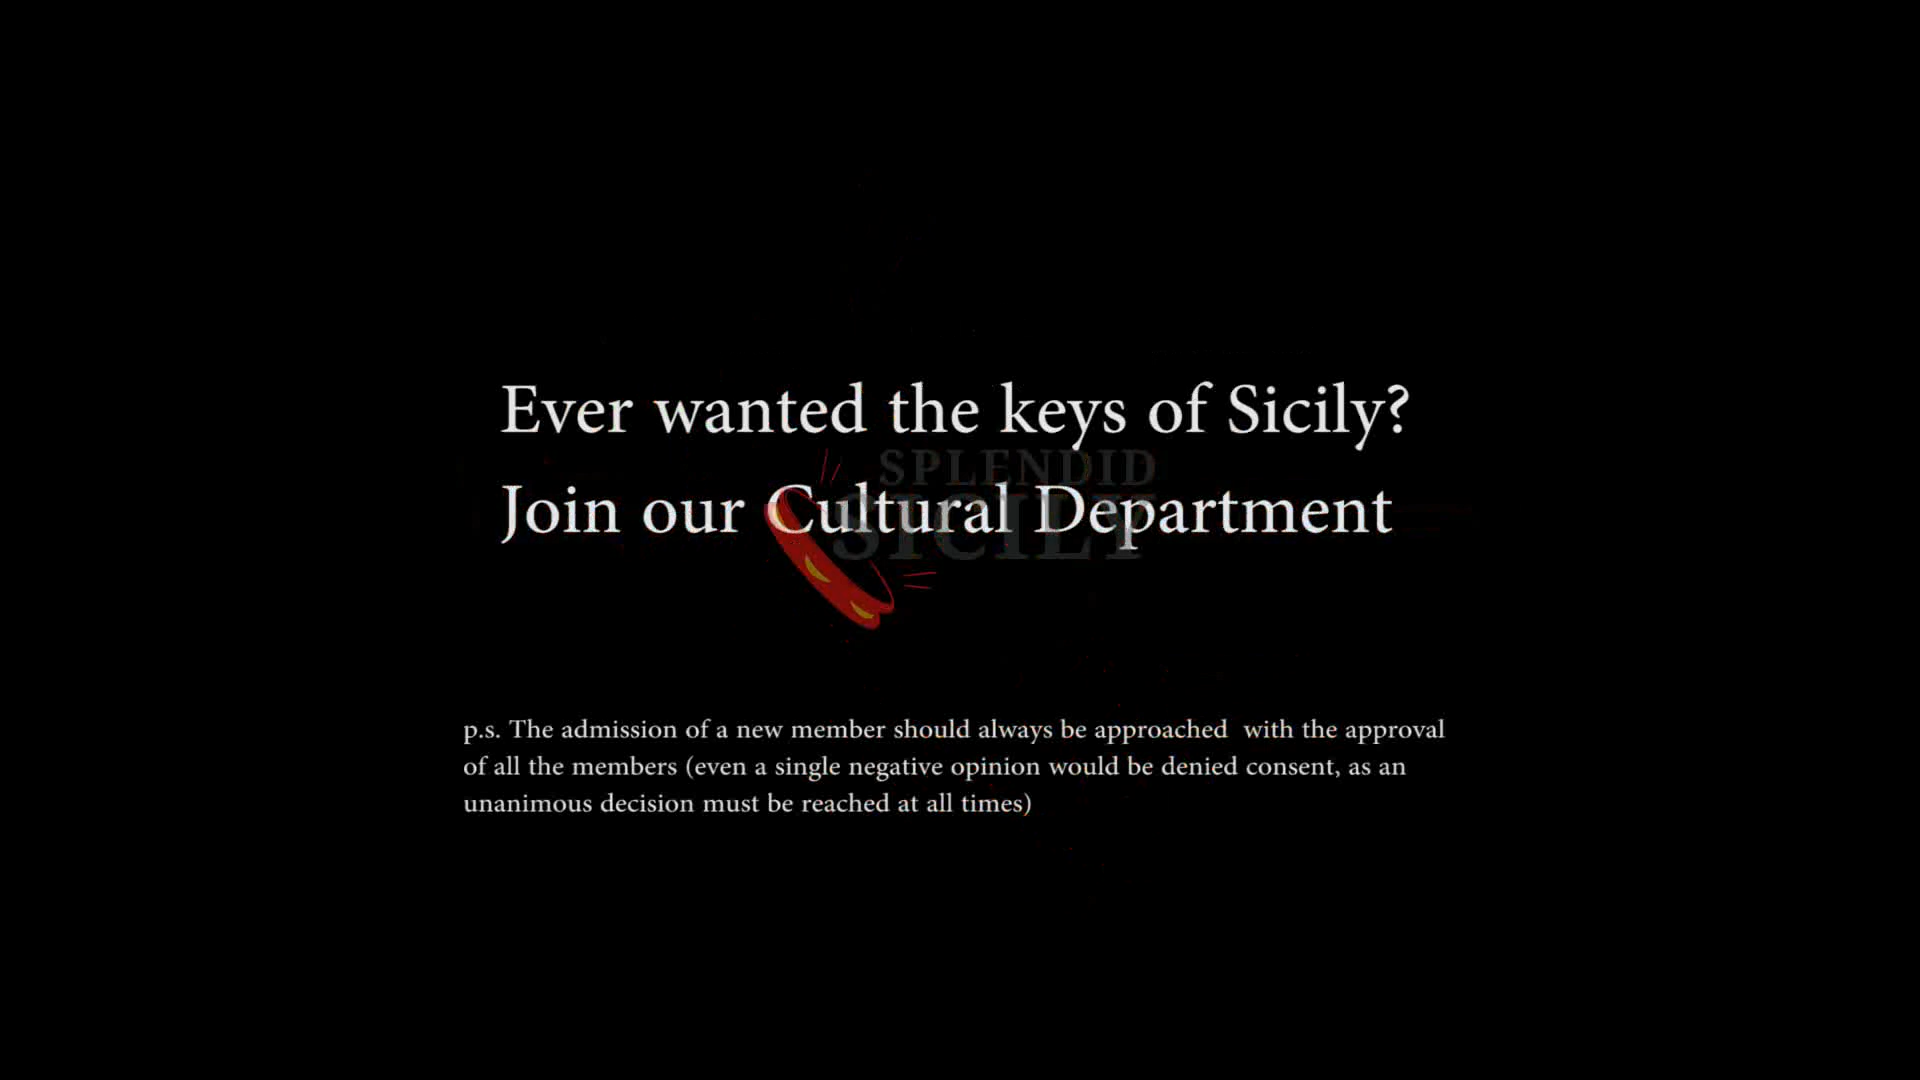 Ever wanted the keys of Sicily?
SPLENDID
SICILY
Join our Cultural Department
p.s. The admission of a new member should always be approached  with the approval
of all the members (even a single negative opinion would be denied consent, as an
unanimous decision must be reached at all times)